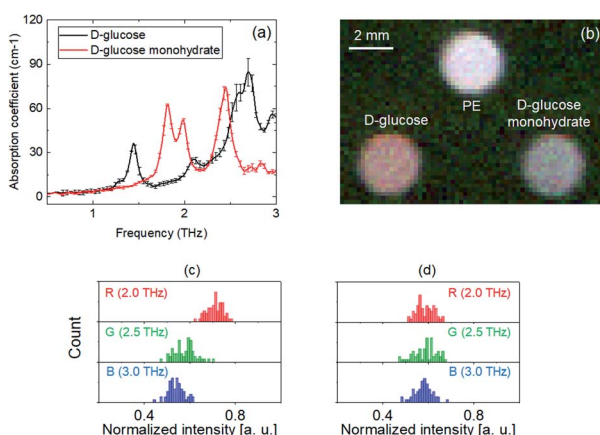 (a)
D-glucose
D-glucose monohydrate
Absorption coefficient (cm-1)
120
90
60
30
0
1
2
3
Frequency (THz)
(b)
2 mm
PE
D-glucose
D-glucose
monohydrate
(c)
R (2.0 THz)
G (2.5 THz)
B (3.0 THz)
Count
0.4
0.8
Normalized intensity [a. u.]
(d)
R (2.0 THz)
G (2.5 THz)
B (3.0 THz)
0.4
0.8
Normalized intensity [a. u.]